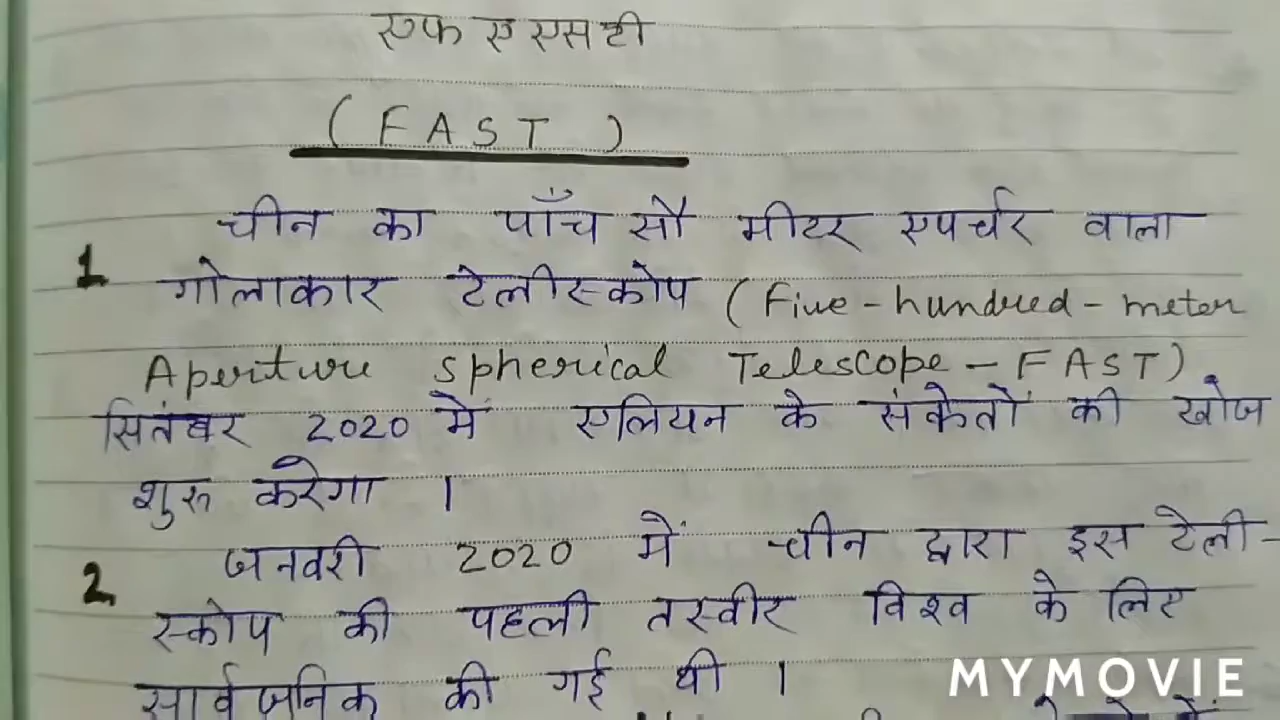 एफ ए एस टी
(FAST)
चीन का पाँच सौ मीटर एपर्चर वाला
1 गोलाकार टेलीस्कोप (Five-hundred-meter
Aperture Spherical Telescope - FAST)
सितंबर 2020 में एलियन के संकेतों की खोज
शुरू करेगा ।
जनवरी 2020 में चीन द्वारा इस टेली-
2 स्कोप की पहली तस्वीर विश्व के लिए
सार्वजनिक की गई थी ।
MYMOVIE